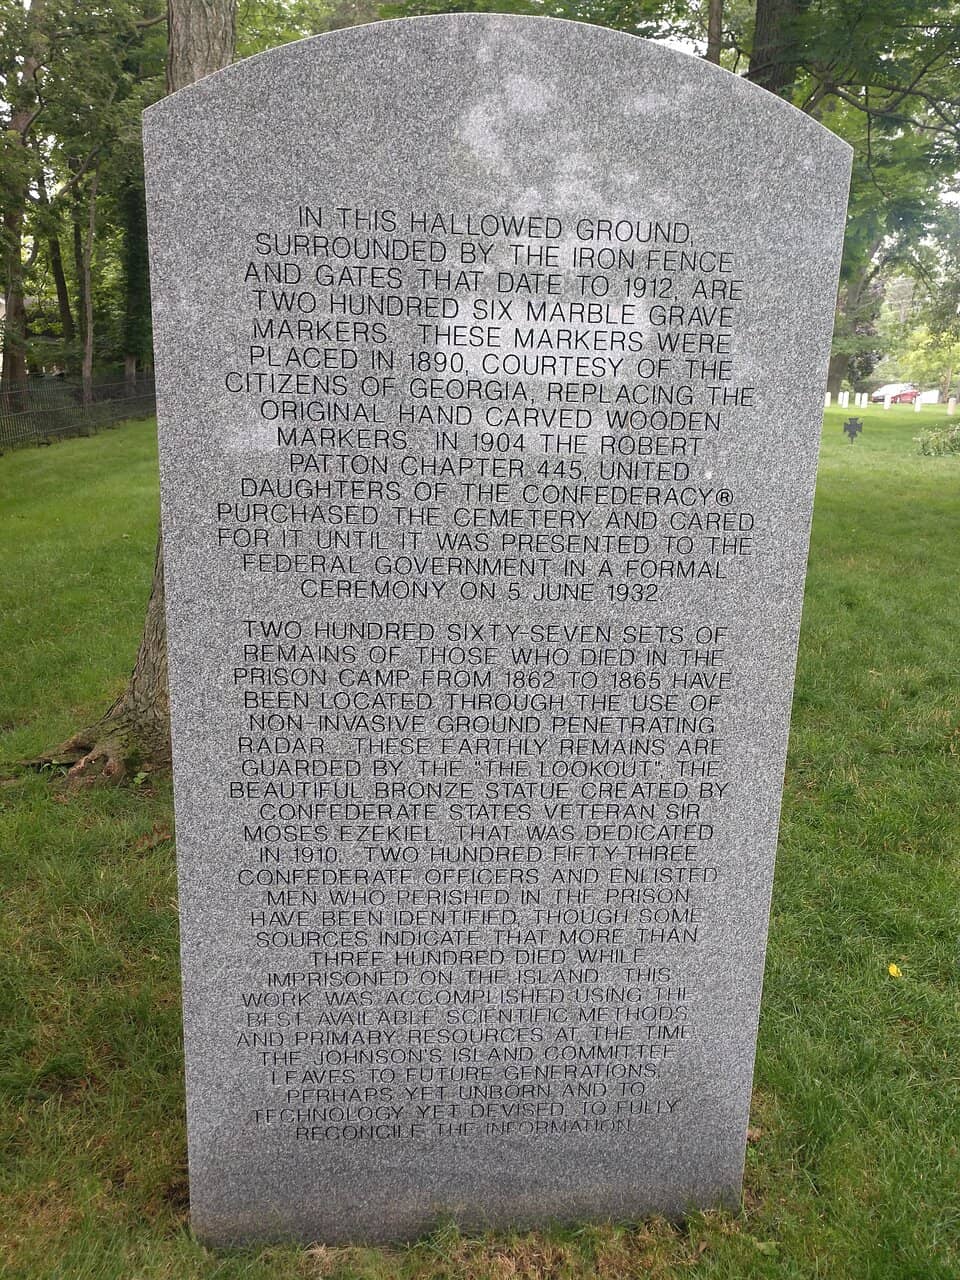 IN THIS HALLOWED GROUND,
SURROUNDED BY THE IRON FENCE
AND GATES THAT DATE TO 1912, ARE
TWO HUNDRED SIX MARBLE GRAVE
MARKERS. THESE MARKERS WERE
PLACED IN 1890, COURTESY OF THE
CITIZENS OF GEORGIA, REPLACING THE
ORIGINAL HAND CARVED WOODEN
MARKERS. IN 1904 THE ROBERT
PATTON CHAPTER 445, UNITED
DAUGHTERS OF THE CONFEDERACY®
PURCHASED THE CEMETERY AND CARED
FOR IT UNTIL IT WAS PRESENTED TO THE
FEDERAL GOVERNMENT IN A FORMAL
CEREMONY ON 5 JUNE 1932.
TWO HUNDRED SIXTY-SEVEN SETS OF
REMAINS OF THOSE WHO DIED IN THE
PRISON CAMP FROM 1862 TO 1865 HAVE
BEEN LOCATED THROUGH THE USE OF
NON-INVASIVE GROUND PENETRATING
RADAR. THESE EARTHLY REMAINS ARE
GUARDED BY THE "THE LOOKOUT", THE
BEAUTIFUL BRONZE STATUE CREATED BY
CONFEDERATE STATES VETERAN SIR
MOSES EZEKIEL, THAT WAS DEDICATED
IN 1910. TWO HUNDRED FIFTY-THREE
CONFEDERATE OFFICERS AND ENLISTED
MEN WHO PERISHED IN THE PRISON
HAVE BEEN IDENTIFIED, THOUGH SOME
SOURCES INDICATE THAT MORE THAN
THREE HUNDRED DIED WHILE
IMPRISONED ON THE ISLAND. THIS
WORK WAS ACCOMPLISHED USING THE
BEST AVAILABLE SCIENTIFIC METHODS
AND PRIMARY RESOURCES AT THE TIME.
THE JOHNSON'S ISLAND COMMITTEE
LEAVES TO FUTURE GENERATIONS,
PERHAPS YET UNBORN AND TO
TECHNOLOGY YET DEVISED, TO FULLY
RECONCILE THE INFORMATION.